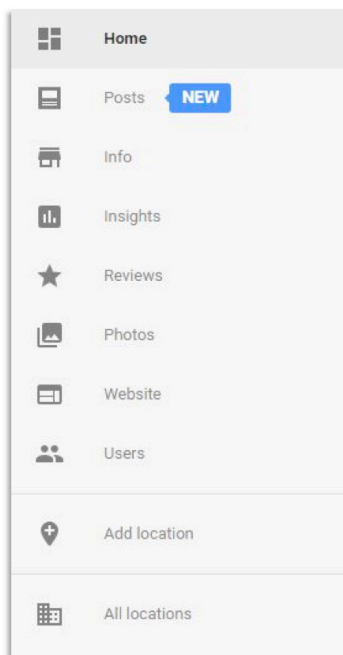 Home
Posts NEW
Info
Insights
Reviews
Photos
Website
Users
Add location
All locations